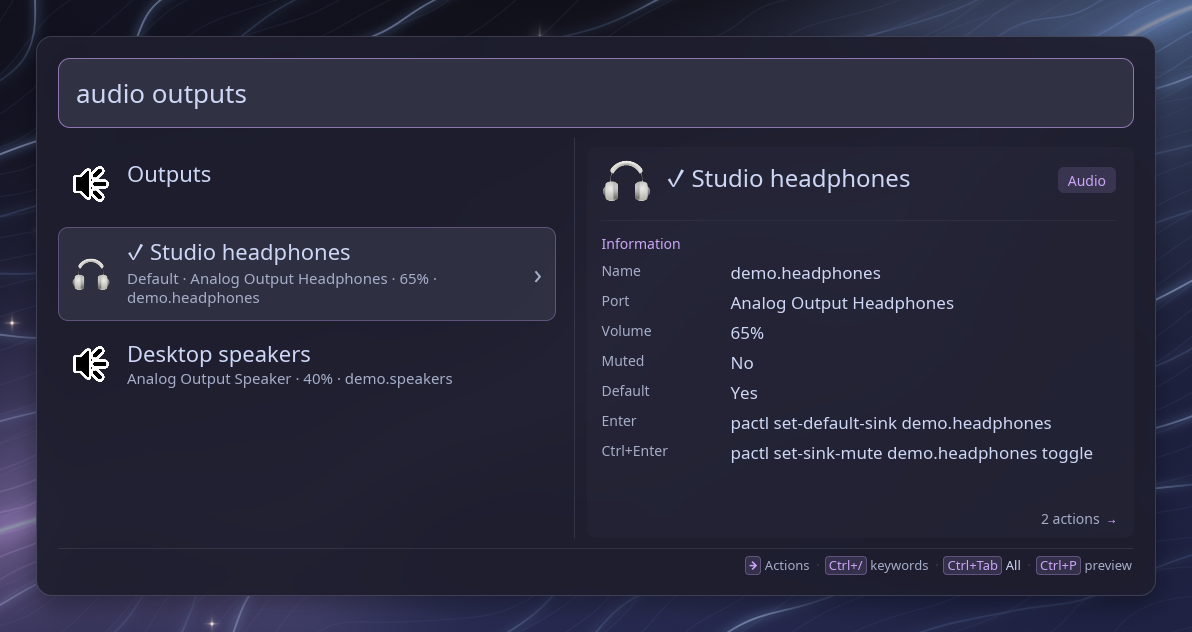 audio outputs
Outputs
✓ Studio headphones
Default · Analog Output Headphones · 65% ·
demo.headphones
Desktop speakers
Analog Output Speaker · 40% · demo.speakers
✓ Studio headphones
Audio
Information
Name demo.headphones
Port Analog Output Headphones
Volume 65%
Muted No
Default Yes
Enter pactl set-default-sink demo.headphones
Ctrl+Enter pactl set-sink-mute demo.headphones toggle
2 actions →
→ Actions · Ctrl+/ keywords · Ctrl+Tab All · Ctrl+P preview